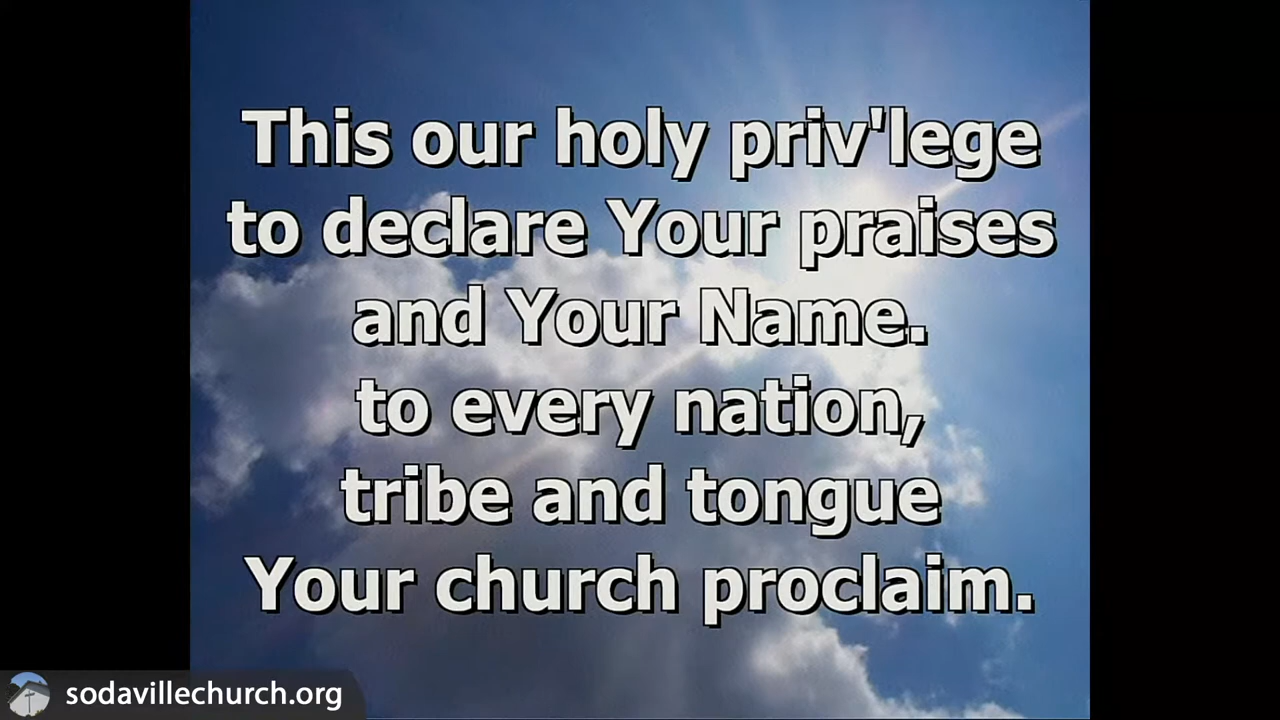 This our holy priv'lege
to declare Your praises
and Your Name.
to every nation,
tribe and tongue
Your church proclaim.
sodavillechurch.org